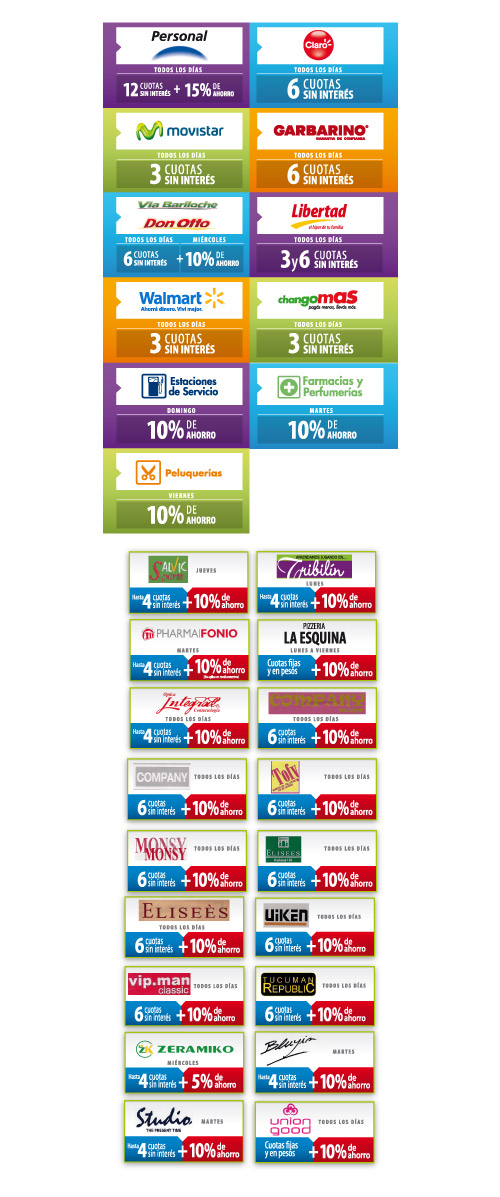 Personal
TODOS LOS DÍAS
12 CUOTAS SIN INTERÉS + 15% DE AHORRO
Claro
TODOS LOS DÍAS
6 CUOTAS SIN INTERÉS
movistar
TODOS LOS DÍAS
3 CUOTAS SIN INTERÉS
GARBARINO
GARANTIA DE CONFIANZA
TODOS LOS DÍAS
6 CUOTAS SIN INTERÉS
Via Bariloche
Don Otto
TODOS LOS DÍAS MIÉRCOLES
6 CUOTAS SIN INTERÉS +10% DE AHORRO
Libertad
el hiper de tu familia
TODOS LOS DÍAS
3 y 6 CUOTAS SIN INTERÉS
Walmart
Ahorrá dinero. Viví mejor.
TODOS LOS DÍAS
3 CUOTAS SIN INTERÉS
changomas
pagás menos, llevás más.
TODOS LOS DÍAS
3 CUOTAS SIN INTERÉS
Estaciones
de Servicio
DOMINGO
10% DE AHORRO
Farmacias y
Perfumerías
MARTES
10% DE AHORRO
Peluquerías
VIERNES
10% DE AHORRO
SALVIC
Sport
JUEVES
Hasta 4 cuotas sin interés +10% de ahorro
APRENDAMOS JUGANDO EN...
Tribilín
LUNES
Hasta 4 cuotas sin interés +10% de ahorro
PHARMA|FONIO
MARTES
Hasta 4 cuotas sin interés +10% de ahorro
PIZZERIA
LA ESQUINA
LUNES A VIERNES
Cuotas fijas y en pesos +10% de ahorro
Optica
Integral
Contactología
TODOS LOS DÍAS
Hasta 4 cuotas sin interés +10% de ahorro
COMPANY
TODOS LOS DÍAS
6 cuotas sin interés +10% de ahorro
COMPANY
TODOS LOS DÍAS
6 cuotas sin interés +10% de ahorro
Tofy
TODOS LOS DÍAS
6 cuotas sin interés +10% de ahorro
MONSY
MONSY
TODOS LOS DÍAS
6 cuotas sin interés +10% de ahorro
ELISEES
TODOS LOS DÍAS
6 cuotas sin interés +10% de ahorro
ELISEÈS
TODOS LOS DÍAS
6 cuotas sin interés +10% de ahorro
UiKEN
TODOS LOS DÍAS
6 cuotas sin interés +10% de ahorro
vip.man
classic
TODOS LOS DÍAS
6 cuotas sin interés +10% de ahorro
TUCUMAN
REPUBLIC
TODOS LOS DÍAS
6 cuotas sin interés +10% de ahorro
ZK ZERAMIKO
MIÉRCOLES
Hasta 4 cuotas sin interés + 5% de ahorro
MARTES
Hasta 4 cuotas sin interés +10% de ahorro
Studio
THE PRESENT TIME
MARTES
Hasta 4 cuotas sin interés +10% de ahorro
union
good
TODOS LOS DÍAS
Cuotas fijas y en pesos +10% de ahorro